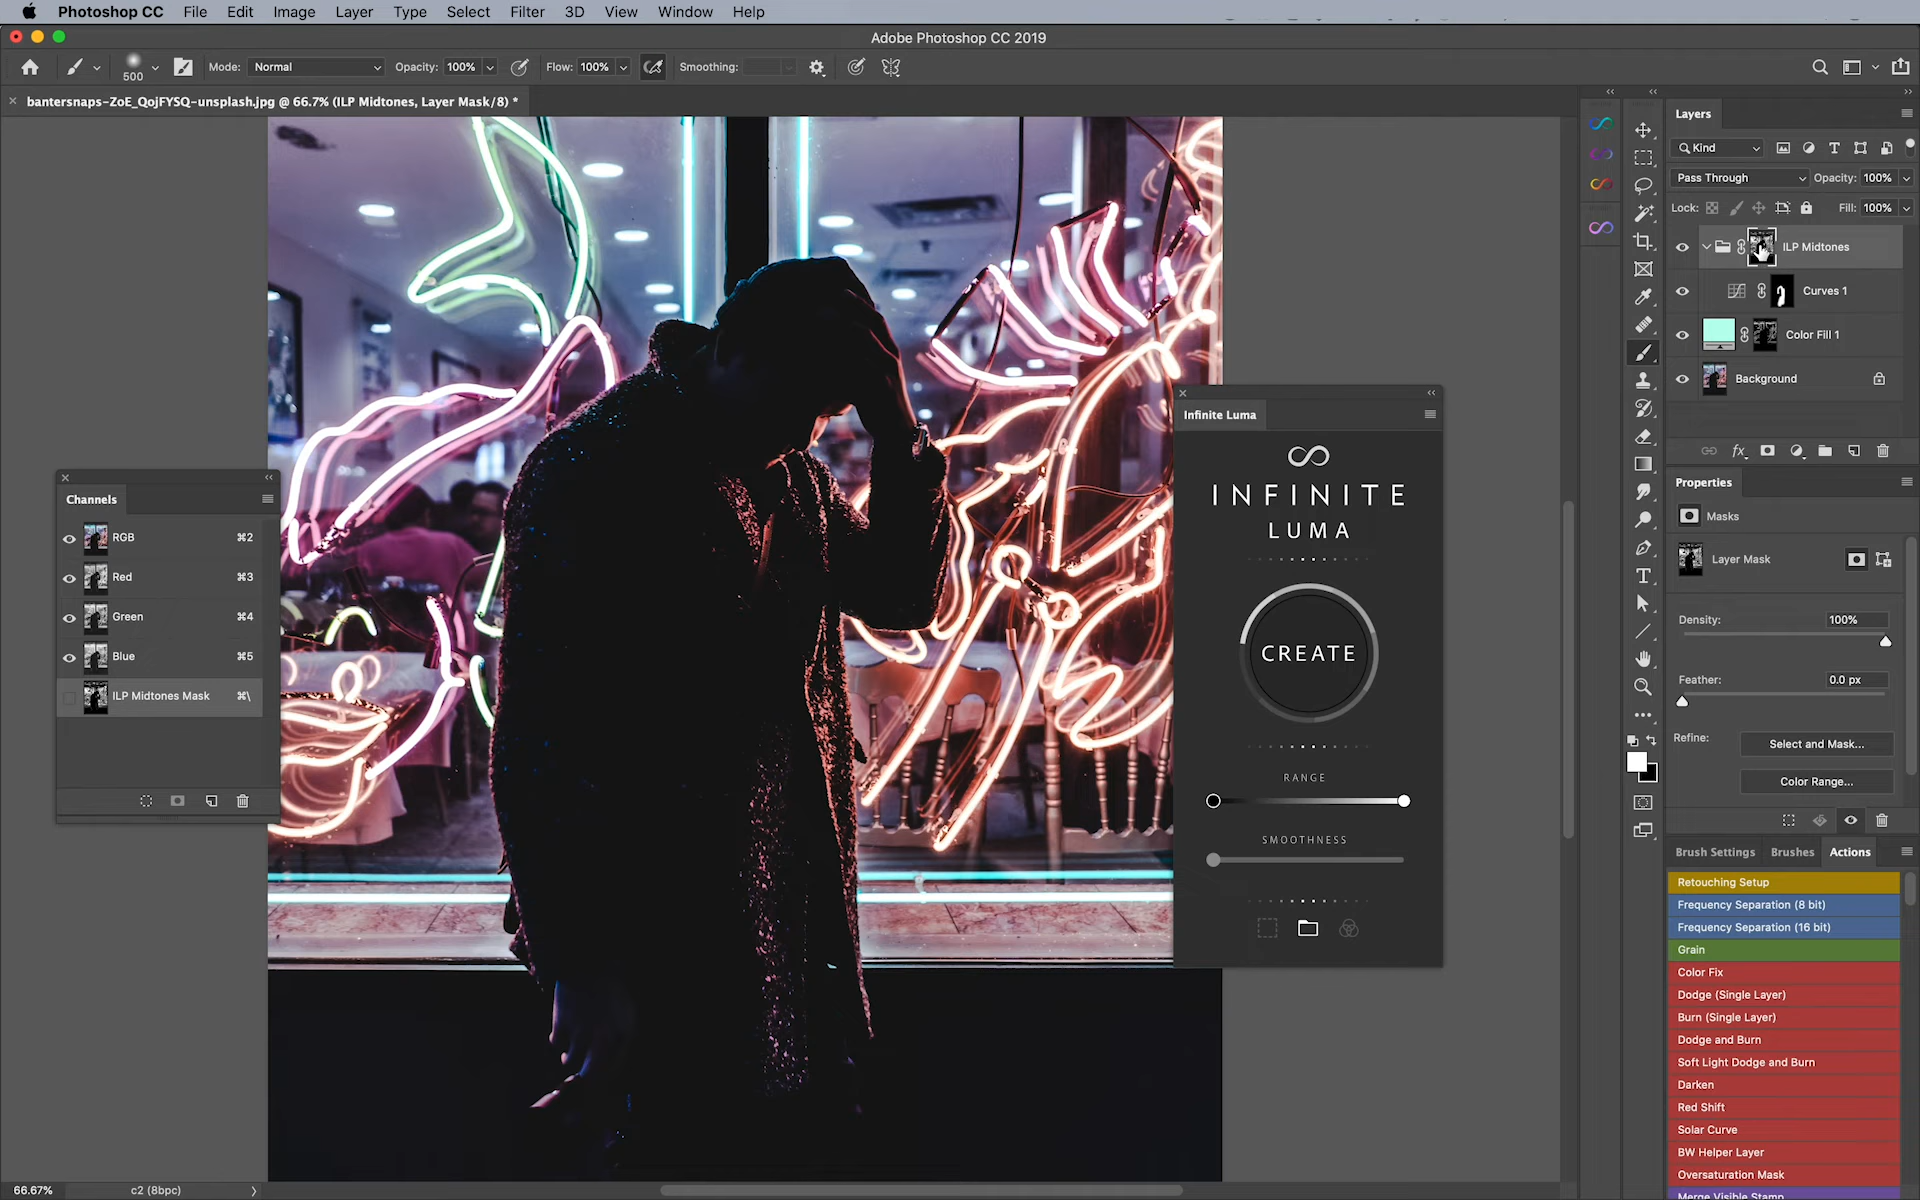 Photoshop CC File Edit Image Layer Type Select Filter 3D View Window Help
Adobe Photoshop CC 2019
500 Mode: Normal Opacity: 100% Flow: 100% Smoothing:
bantersnaps-ZoE_QojFYSQ-unsplash.jpg @ 66.7% (ILP Midtones, Layer Mask/8) *
Channels
RGB ⌘2
Red ⌘3
Green ⌘4
Blue ⌘5
ILP Midtones Mask ⌘\
Infinite Luma
INFINITE
LUMA
CREATE
RANGE
SMOOTHNESS
Layers
Kind
Pass Through Opacity: 100%
Lock: Fill: 100%
ILP Midtones
Curves 1
Color Fill 1
Background
Properties
Masks
Layer Mask
Density: 100%
Feather: 0.0 px
Refine: Select and Mask...
Color Range...
Brush Settings Brushes Actions
Retouching Setup
Frequency Separation (8 bit)
Frequency Separation (16 bit)
Grain
Color Fix
Dodge (Single Layer)
Burn (Single Layer)
Dodge and Burn
Soft Light Dodge and Burn
Darken
Red Shift
Solar Curve
BW Helper Layer
Oversaturation Mask
Merge Visible Stamp
66.67% c2 (8bpc)